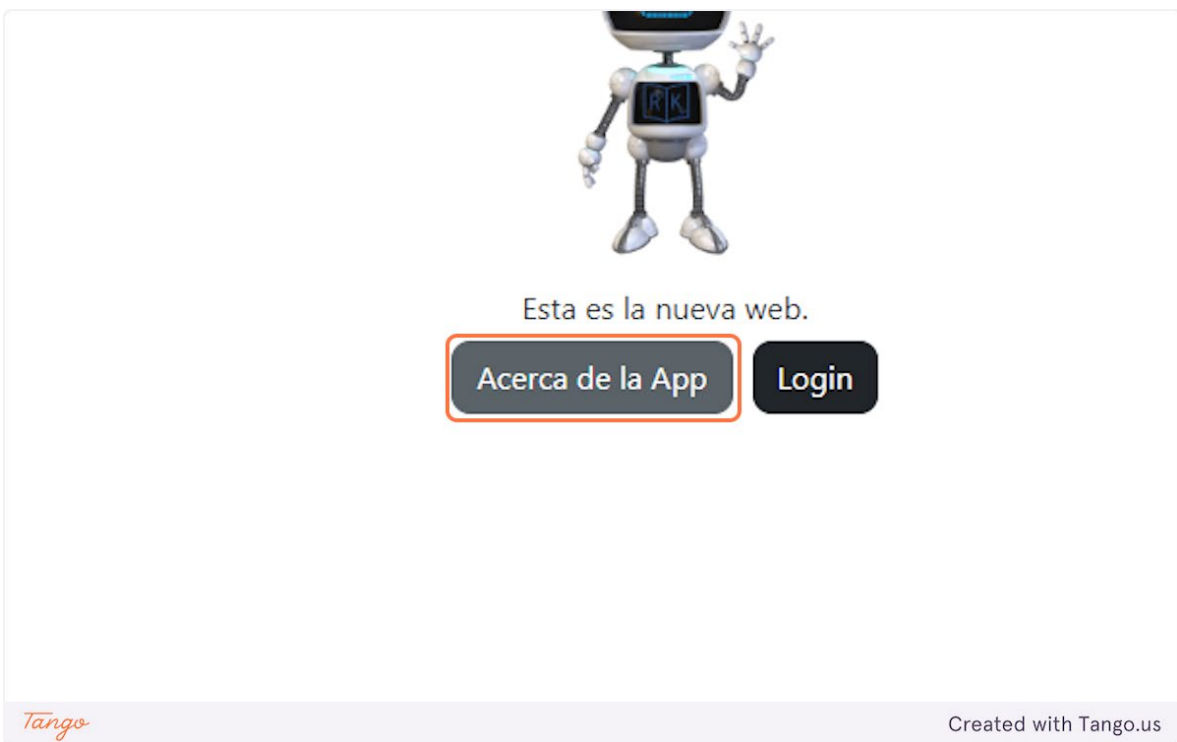 RK
Esta es la nueva web.
Acerca de la App
Login
Tango
Created with Tango.us